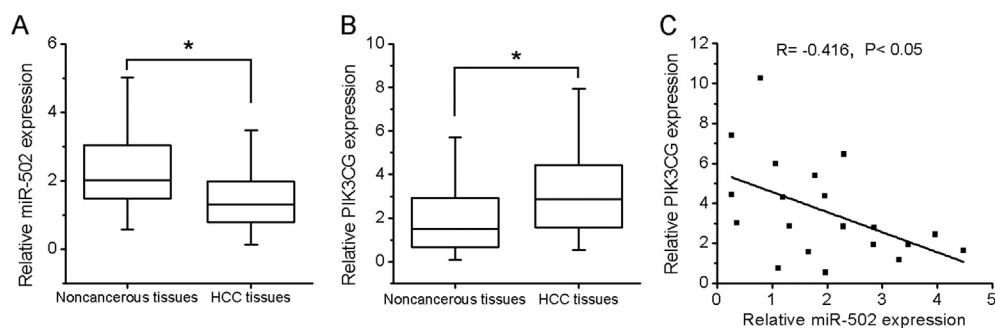 A
Relative miR-502 expression
6
4
2
0
*
Noncancerous tissues
HCC tissues
B
Relative PIK3CG expression
10
8
6
4
2
0
*
Noncancerous tissues
HCC tissues
C
Relative PIK3CG expression
12
10
8
6
4
2
0
R= -0.416, P< 0.05
0 1 2 3 4 5
Relative miR-502 expression